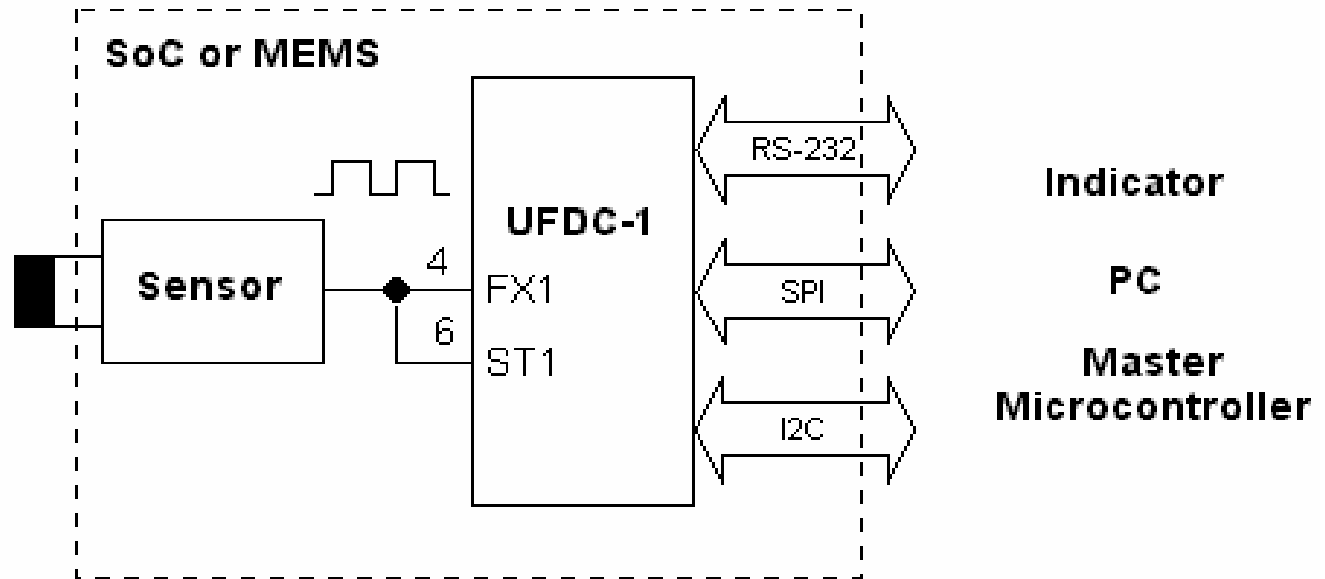 SoC or MEMS
RS-232
Indicator
UFDC-1
4
Sensor
FX1
SPI
PC
6
ST1
Master
Microcontroller
I2C